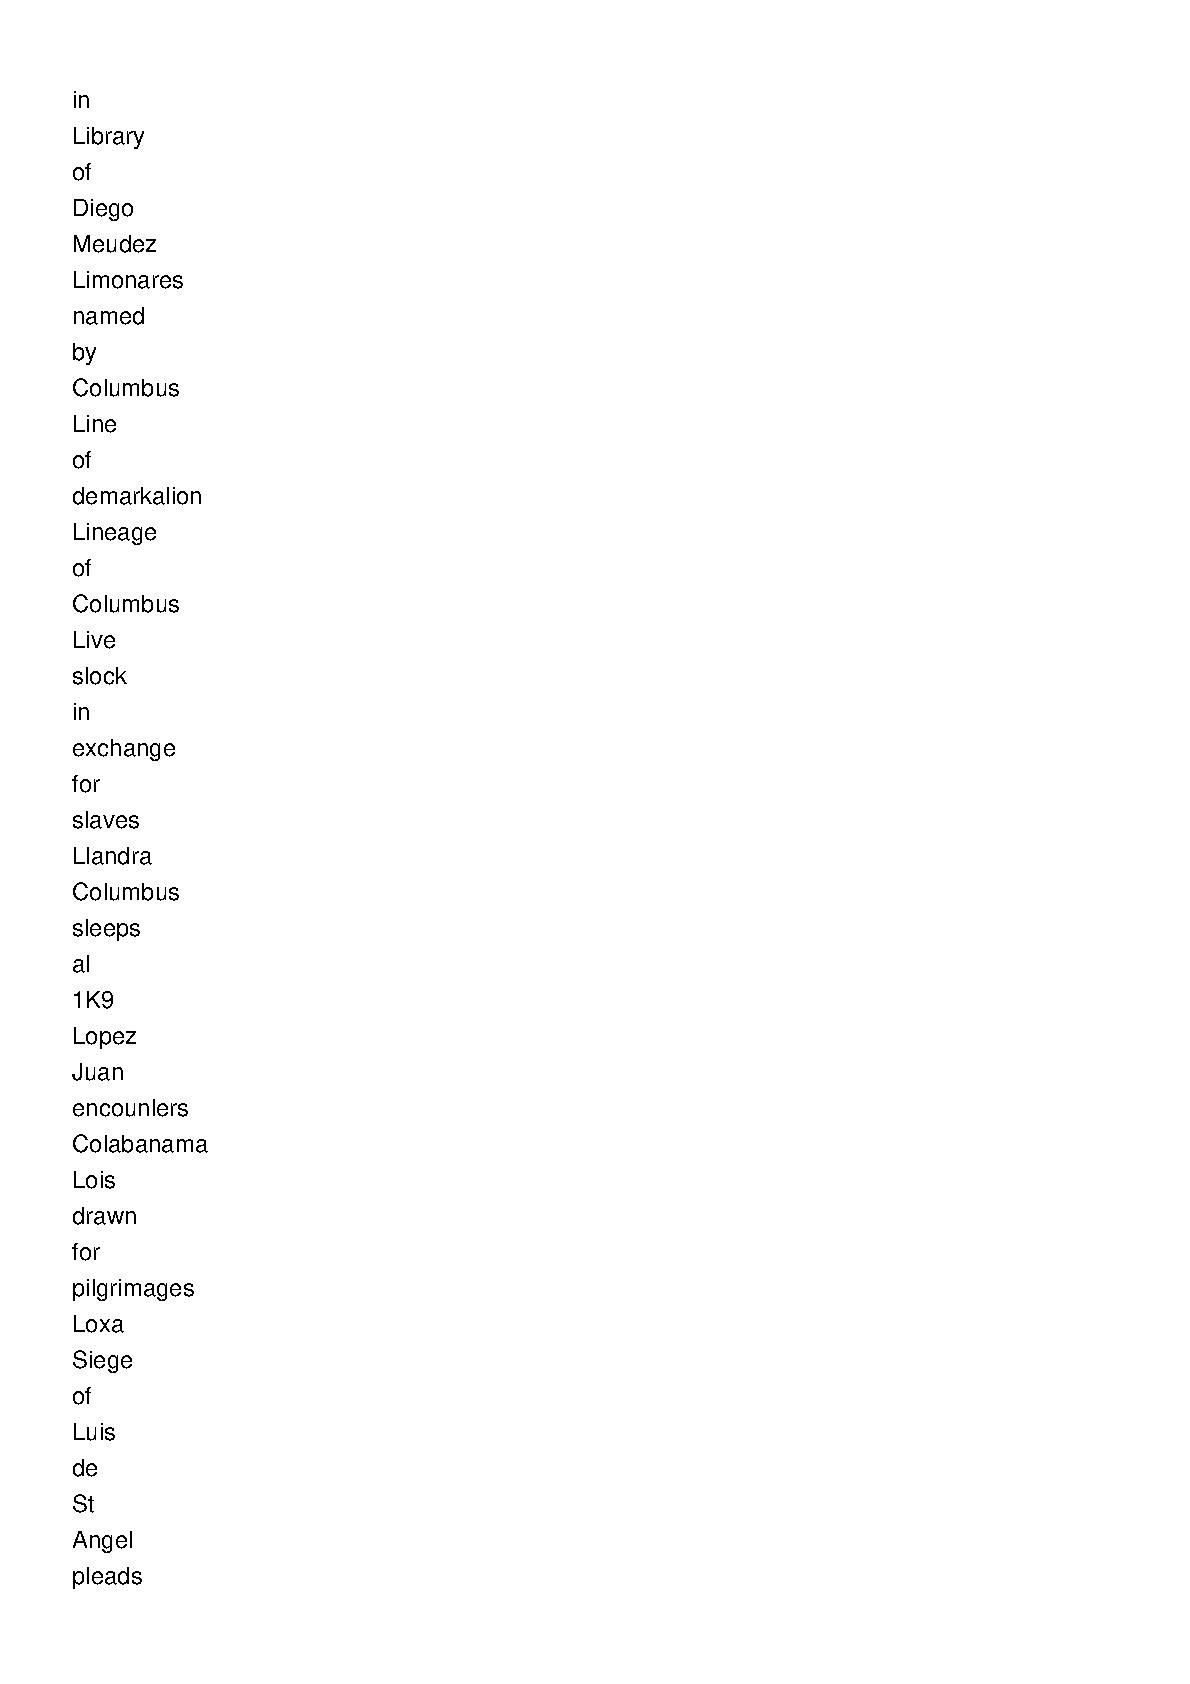 in
Library
of
Diego
Meudez
Limonares
named
by
Columbus
Line
of
demarkalion
Lineage
of
Columbus
Live
slock
in
exchange
for
slaves
Llandra
Columbus
sleeps
al
1K9
Lopez
Juan
encounlers
Colabanama
Lois
drawn
for
pilgrimages
Loxa
Siege
of
Luis
de
St
Angel
pleads